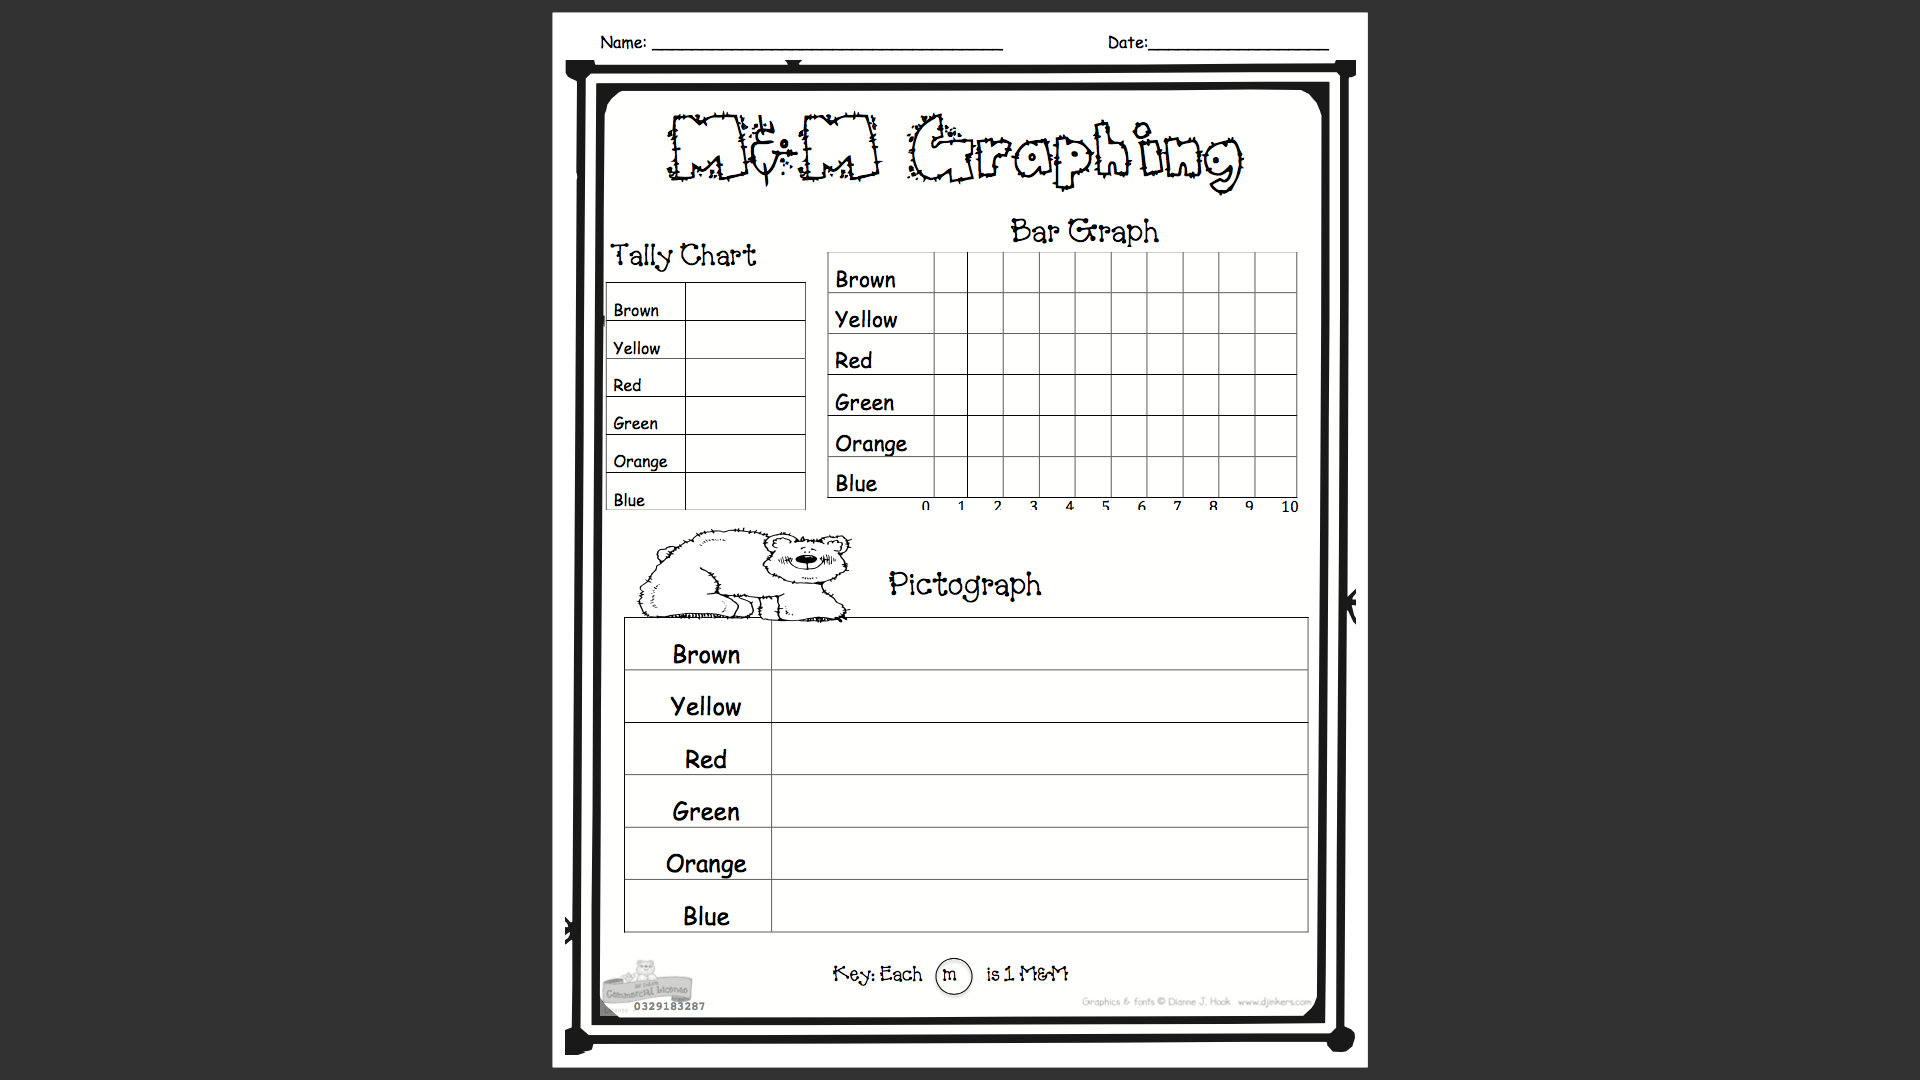 Name: Date:
M&M Graphing
Tally Chart
Brown
Yellow
Red
Green
Orange
Blue
Bar Graph
Brown
Yellow
Red
Green
Orange
Blue
0 1 2 3 4 5 6 7 8 9 10
Pictograph
Brown
Yellow
Red
Green
Orange
Blue
Key: Each m is 1 M&M
Commercial License
0329183287
Graphics & fonts © Dianne J. Hook www.djinkers.com